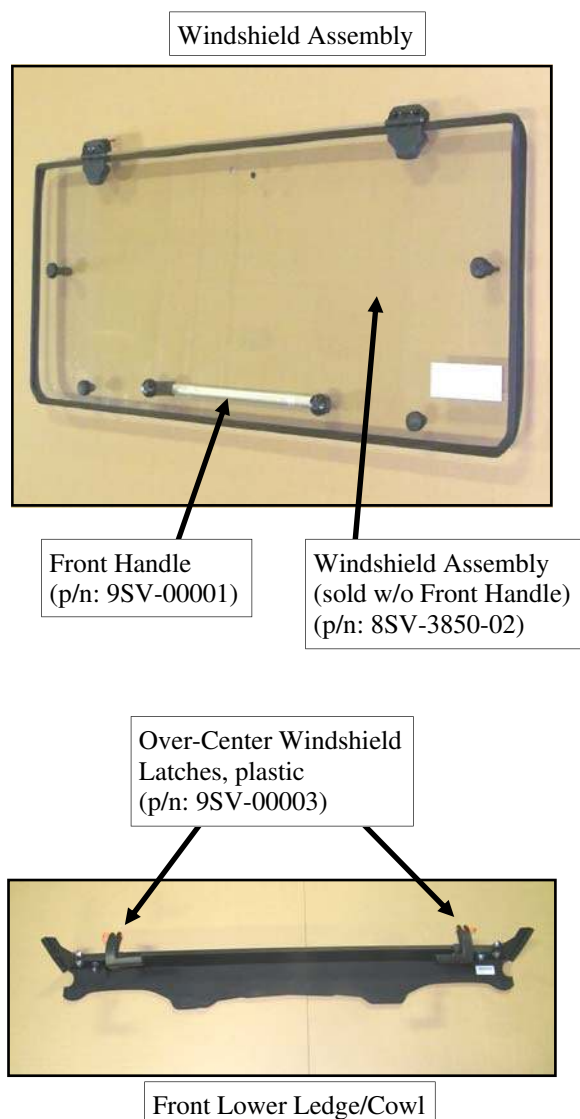 Windshield Assembly
Front Handle
(p/n: 9SV-00001)
Windshield Assembly
(sold w/o Front Handle)
(p/n: 8SV-3850-02)
Over-Center Windshield
Latches, plastic
(p/n: 9SV-00003)
Front Lower Ledge/Cowl